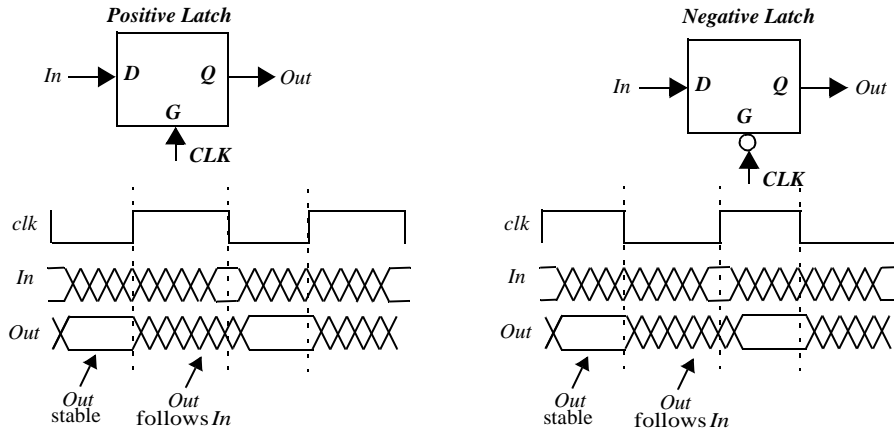 Positive Latch
In
D
Q
Out
G
CLK
clk
In
Out
Out
stable
Out
follows In
Negative Latch
In
D
Q
Out
G
CLK
clk
In
Out
Out
stable
Out
follows In